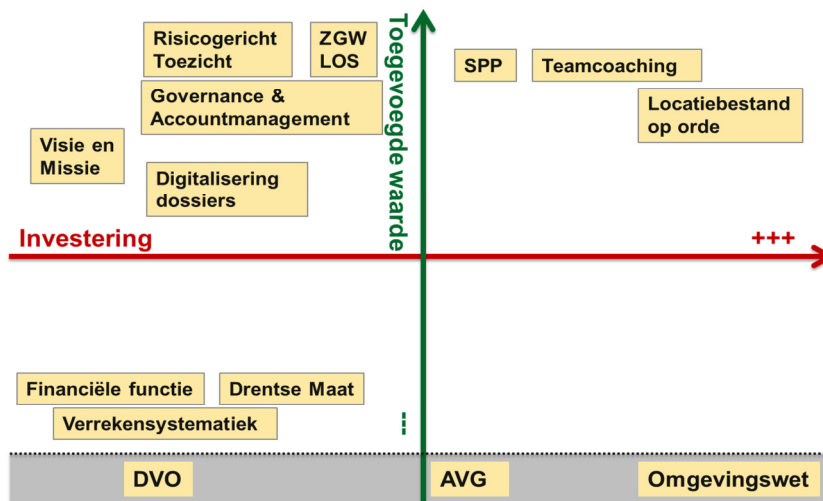 Risicogericht
Toezicht
ZGW
LOS
Toegevoegde waarde
SPP
Teamcoaching
Governance &
Accountmanagement
Locatiebestand
op orde
Visie en
Missie
Digitalisering
dossiers
Investering
+++
Financiële functie
Drentse Maat
Verrekensystematiek
---
DVO
AVG
Omgevingswet